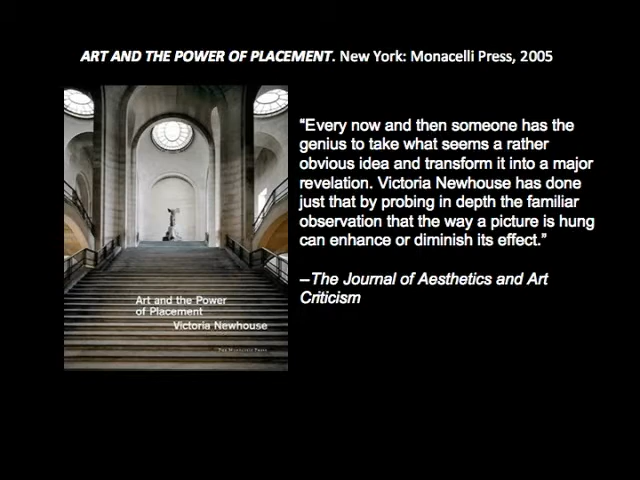 ART AND THE POWER OF PLACEMENT. New York: Monacelli Press, 2005
"Every now and then someone has the
genius to take what seems a rather
obvious idea and transform it into a major
revelation. Victoria Newhouse has done
just that by probing in depth the familiar
observation that the way a picture is hung
can enhance or diminish its effect."
--The Journal of Aesthetics and Art
Criticism
Art and the Power
of Placement
Victoria Newhouse
The Monacelli Press